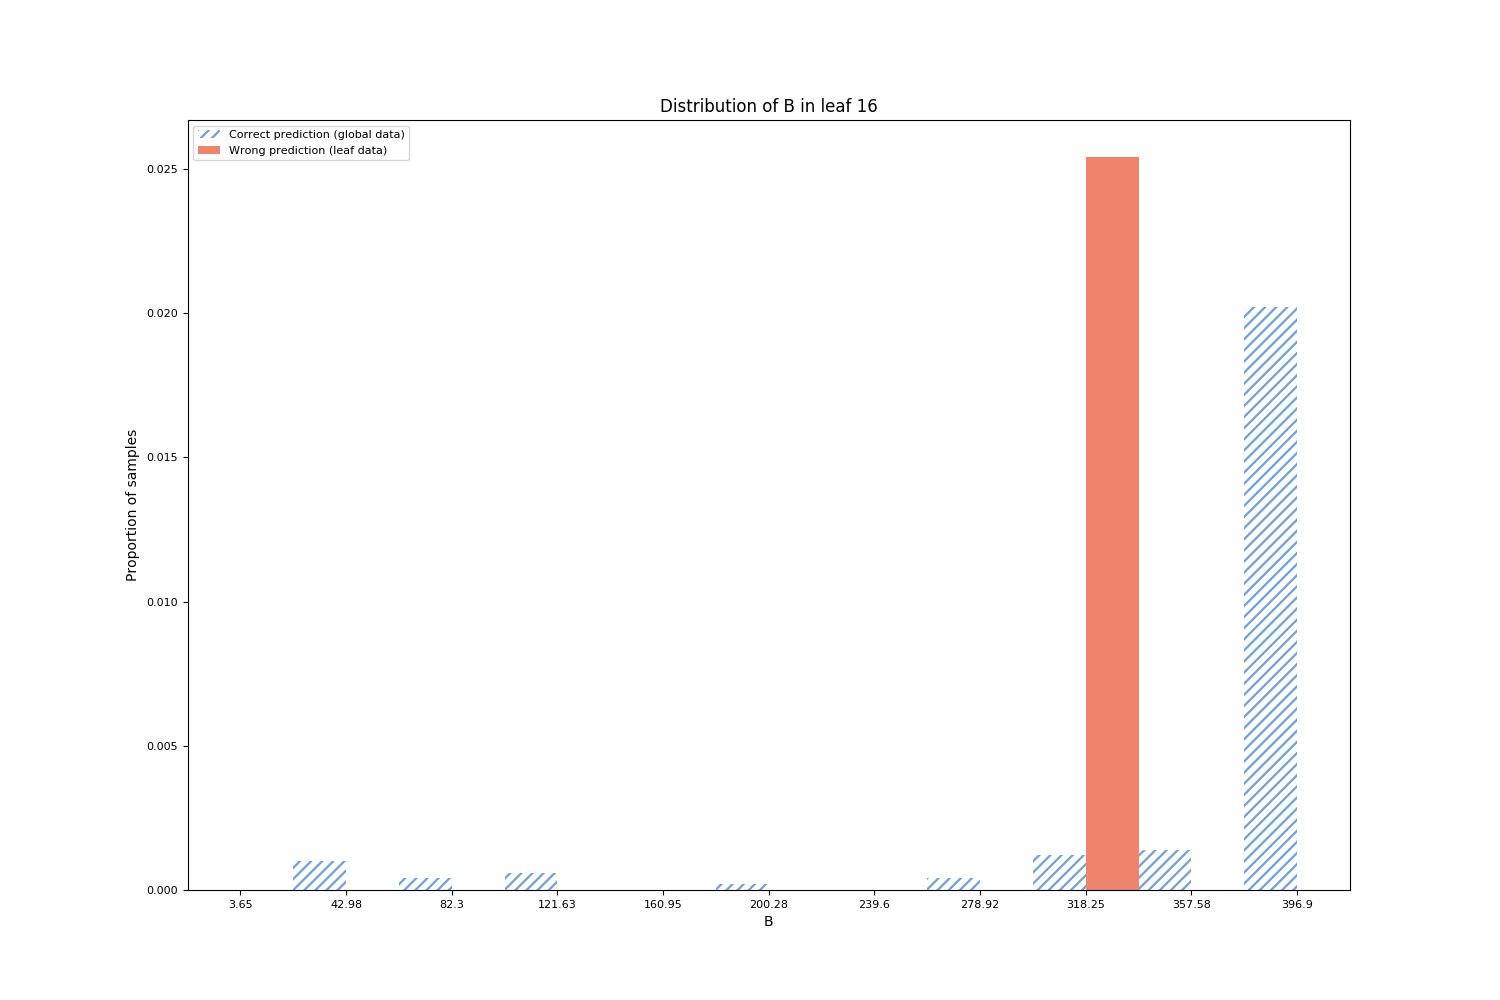 Distribution of B in leaf 16
Correct prediction (global data)
Wrong prediction (leaf data)
0.025
0.020
0.015
0.010
0.005
0.000
Proportion of samples
3.65 42.98 82.3 121.63 160.95 200.28 239.6 278.92 318.25 357.58 396.9
B